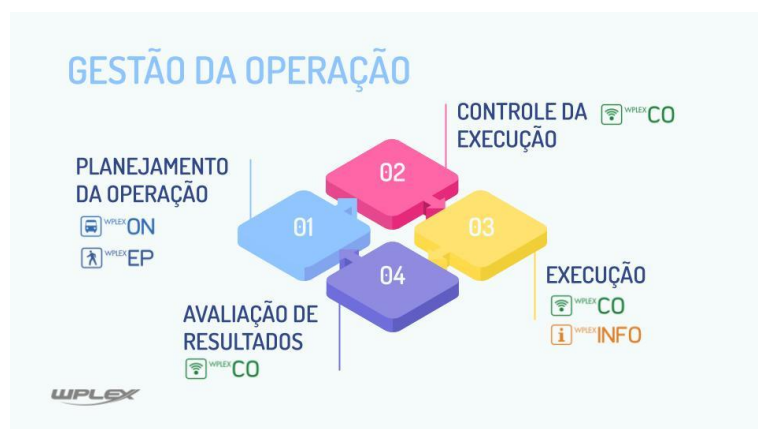 GESTÃO DA OPERAÇÃO
01
PLANEJAMENTO
DA OPERAÇÃO
WPLEX ON
WPLEX EP
02
CONTROLE DA
EXECUÇÃO
WPLEX CO
03
EXECUÇÃO
WPLEX CO
WPLEX INFO
04
AVALIAÇÃO DE
RESULTADOS
WPLEX CO
WPLEX